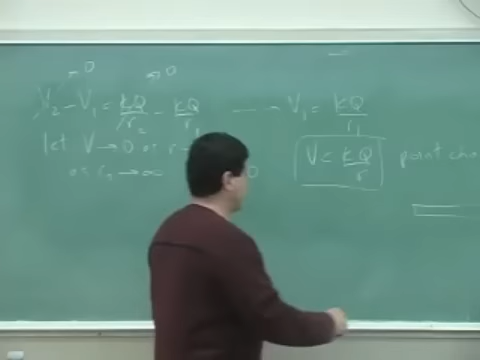 →0 →0
V₂ - V₁ = kQ/r₂ - kQ/r₁ → V₁ = kQ/r₁
let V → 0 as r
V = kQ/r point cha
as r₂ → ∞ 0